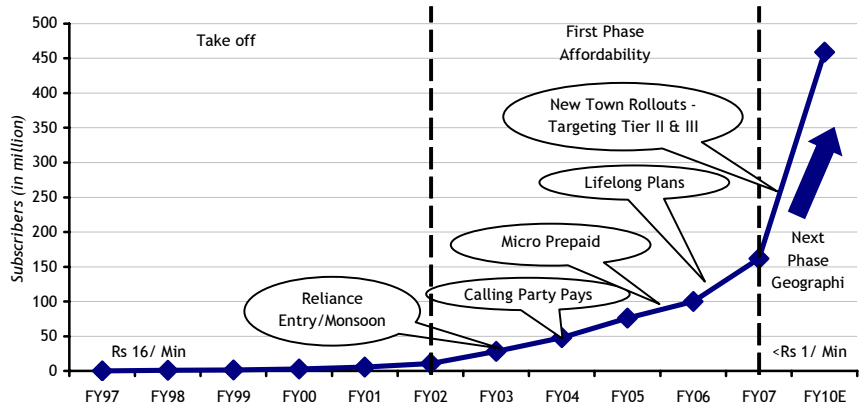 Subscribers (in million)
500
450
400
350
300
250
200
150
100
50
0
Take off
First Phase
Affordability
New Town Rollouts -
Targeting Tier II & III
Lifelong Plans
Micro Prepaid
Calling Party Pays
Reliance
Entry/Monsoon
Next
Phase
Geographi
Rs 16/ Min
<Rs 1/ Min
FY97 FY98 FY99 FY00 FY01 FY02 FY03 FY04 FY05 FY06 FY07 FY10E